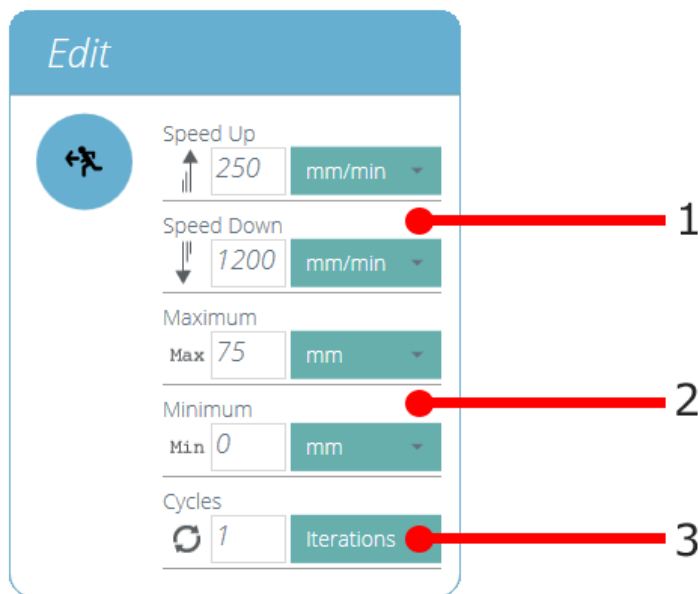 Edit
Speed Up
250 mm/min
1
Speed Down
1200 mm/min
Maximum
Max 75 mm
2
Minimum
Min 0 mm
Cycles
1 Iterations
3